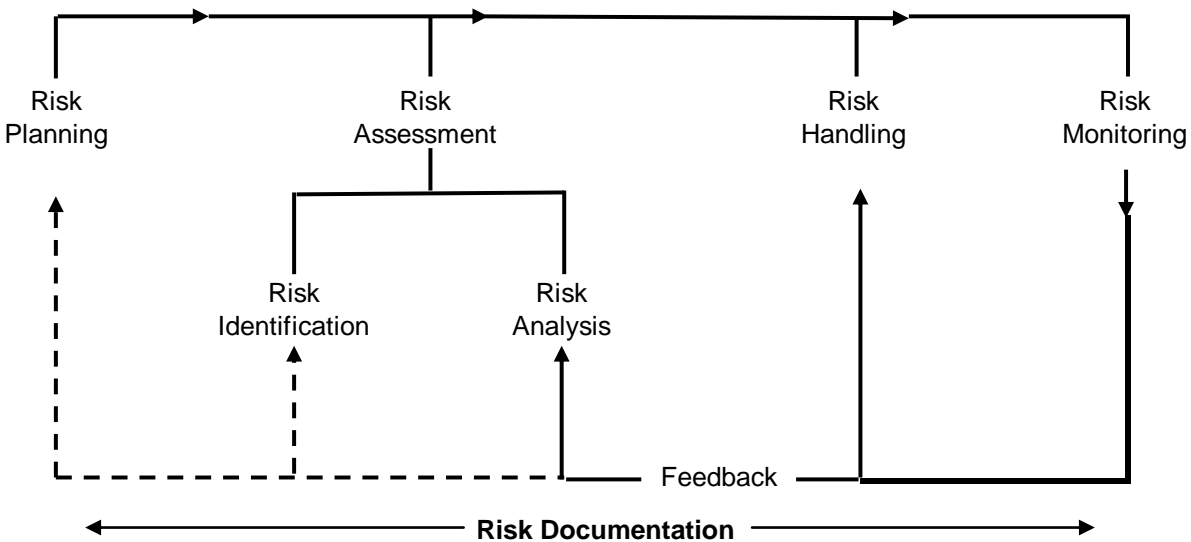 Risk
Planning
Risk
Assessment
Risk
Handling
Risk
Monitoring
Risk
Identification
Risk
Analysis
Feedback
Risk Documentation